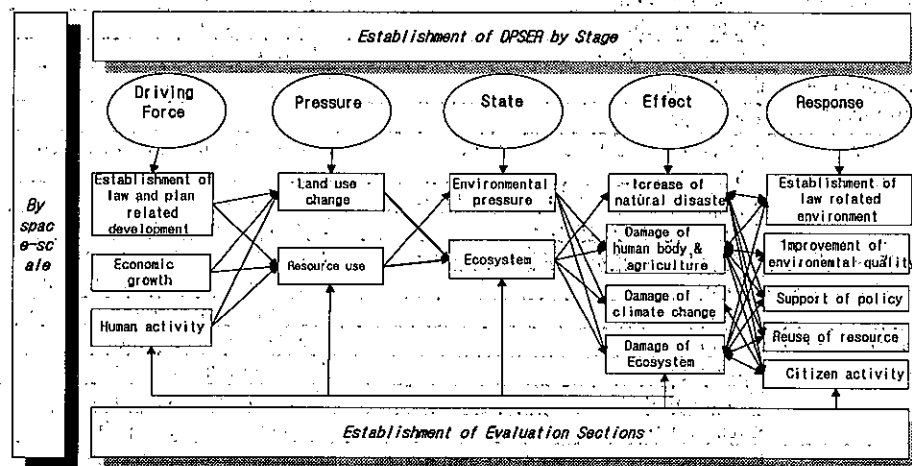 Establishment of DPSER by Stage
By
spac
e-sc
ale
Driving
Force
Pressure
State
Effect
Response
Establishment of
law and plan
related
development
Economic
growth
Human activity
Land use
change
Resource use
Environmental
pressure
Ecosystem
Icrease of
natural disaste
Damage of
human body &
agriculture
Damage of
climate change
Damage of
Ecosystem
Establishment of
law related
environment
Improvement of
environemtal quality
Support of policy
Reuse of resource
Citizen activity
Establishment of Evaluation Sections